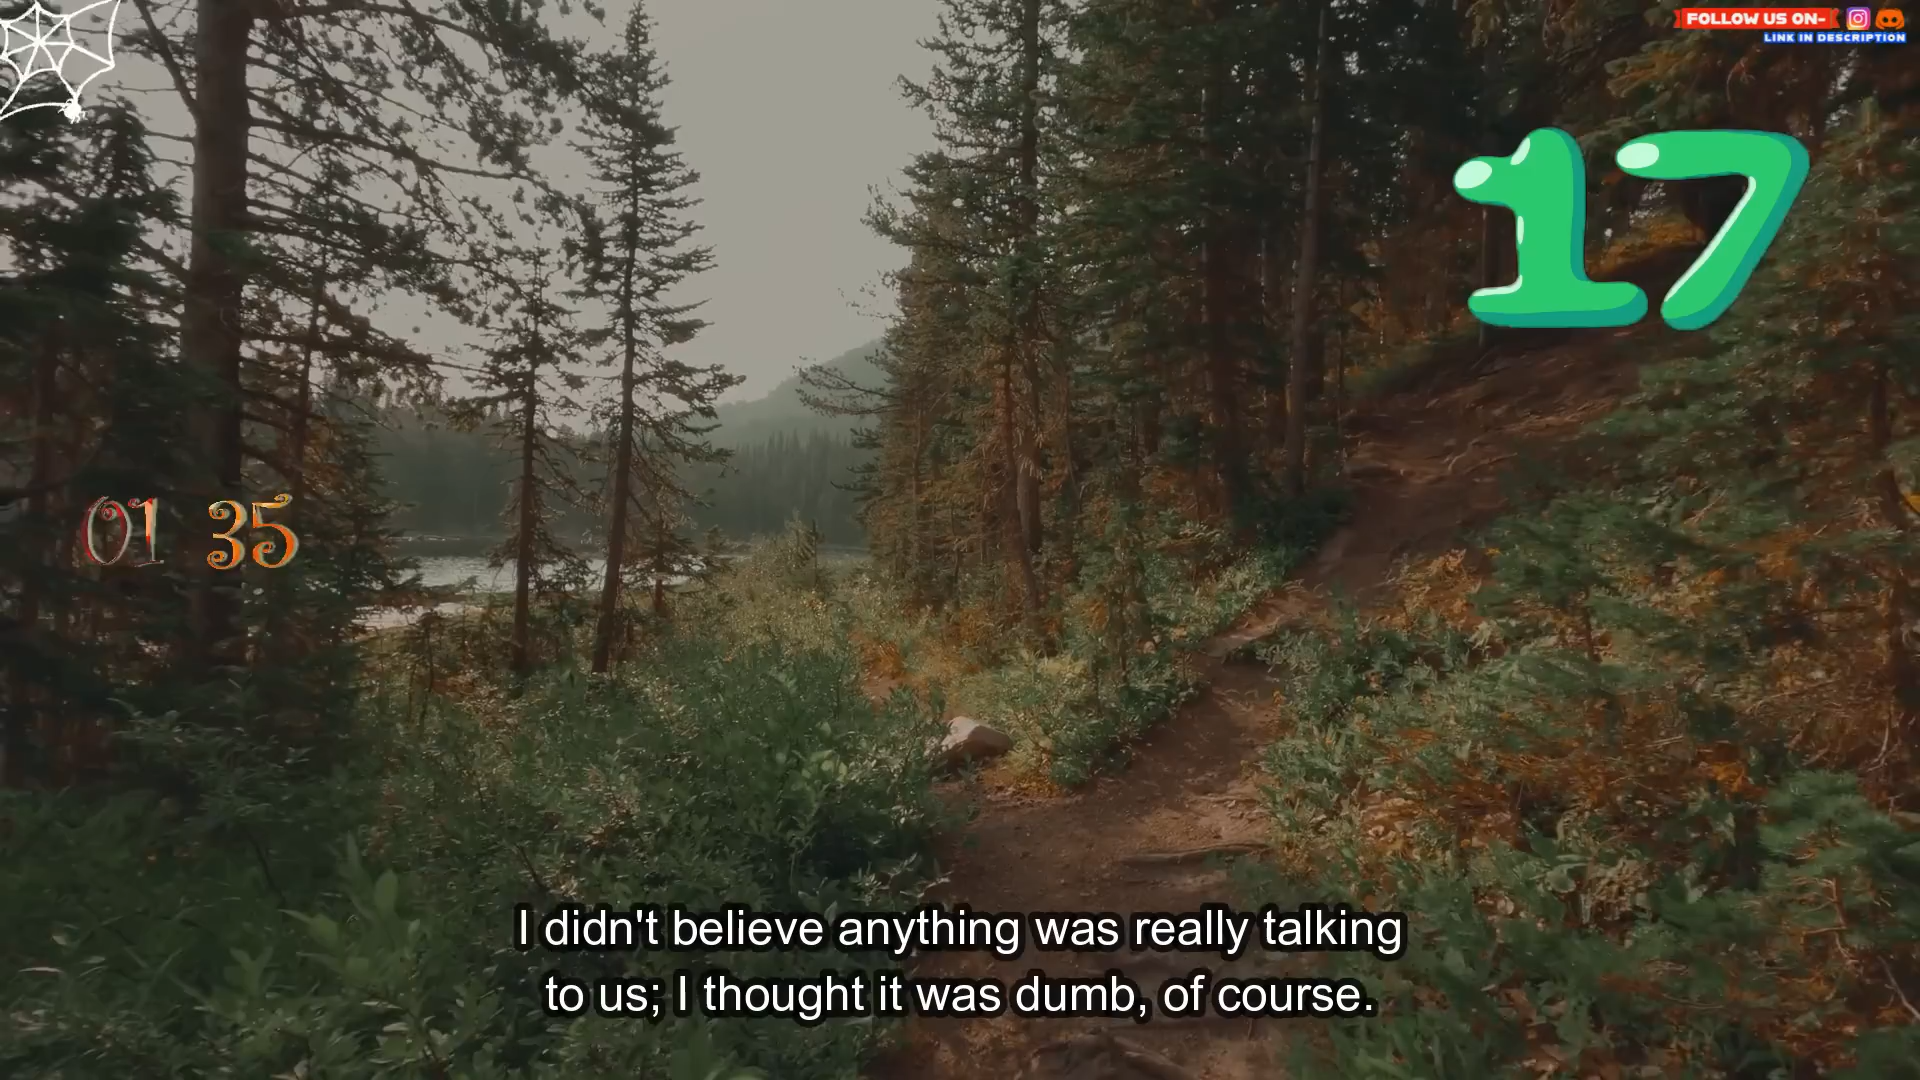 FOLLOW US ON-
LINK IN DESCRIPTION
17
01 35
I didn't believe anything was really talking
to us; I thought it was dumb, of course.